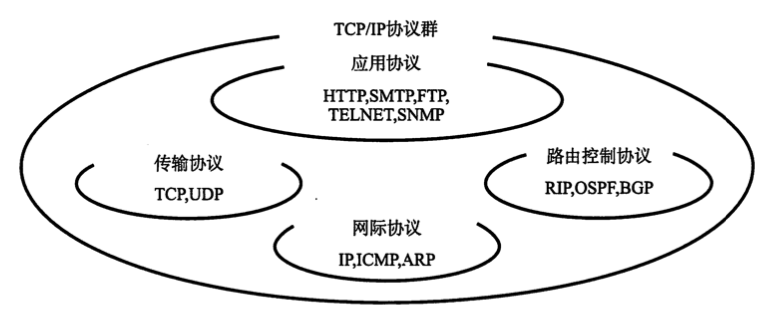 TCP/IP协议群
应用协议
HTTP,SMTP,FTP,
TELNET,SNMP
传输协议
TCP,UDP
路由控制协议
RIP,OSPF,BGP
网际协议
IP,ICMP,ARP